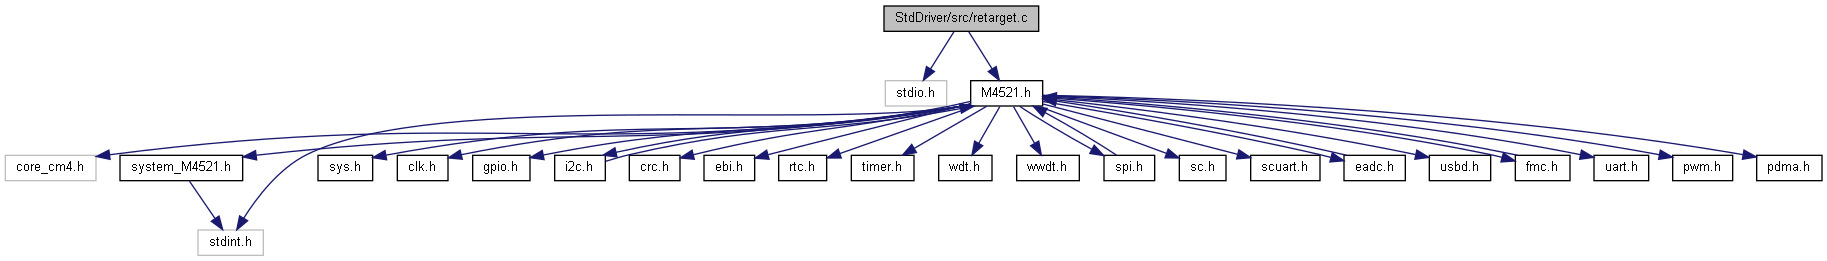 StdDriver/src/retarget.c
stdio.h
M4521.h
core_cm4.h
system_M4521.h
sys.h
clk.h
gpio.h
i2c.h
crc.h
ebi.h
rtc.h
timer.h
wdt.h
wwdt.h
spi.h
sc.h
scuart.h
eadc.h
usbd.h
fmc.h
uart.h
pwm.h
pdma.h
stdint.h